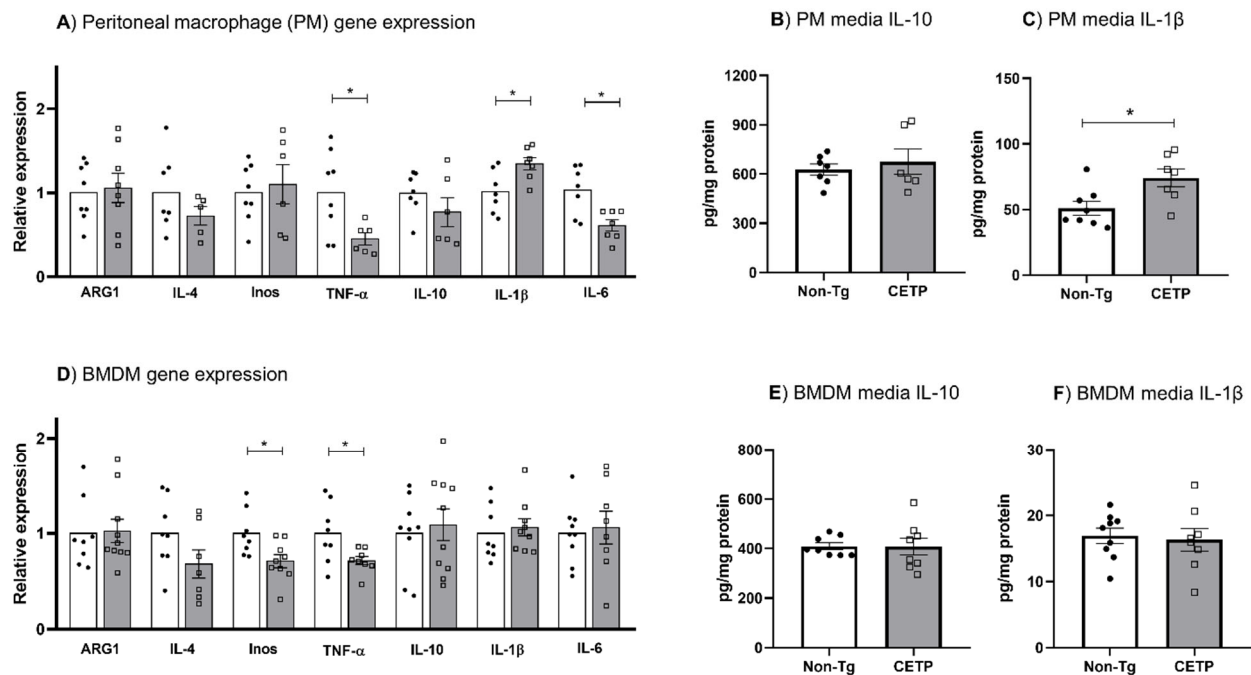 A) Peritoneal macrophage (PM) gene expression
Relative expression
2
1
0
*
*
*
ARG1 IL-4 Inos TNF-α IL-10 IL-1β IL-6
B) PM media IL-10
pg/mg protein
1200
900
600
300
0
Non-Tg CETP
C) PM media IL-1β
pg/mg protein
150
100
50
0
*
Non-Tg CETP
D) BMDM gene expression
Relative expression
2
1
0
*
*
ARG1 IL-4 Inos TNF-α IL-10 IL-1β IL-6
E) BMDM media IL-10
pg/mg protein
800
600
400
200
0
Non-Tg CETP
F) BMDM media IL-1β
pg/mg protein
30
20
10
0
Non-Tg CETP